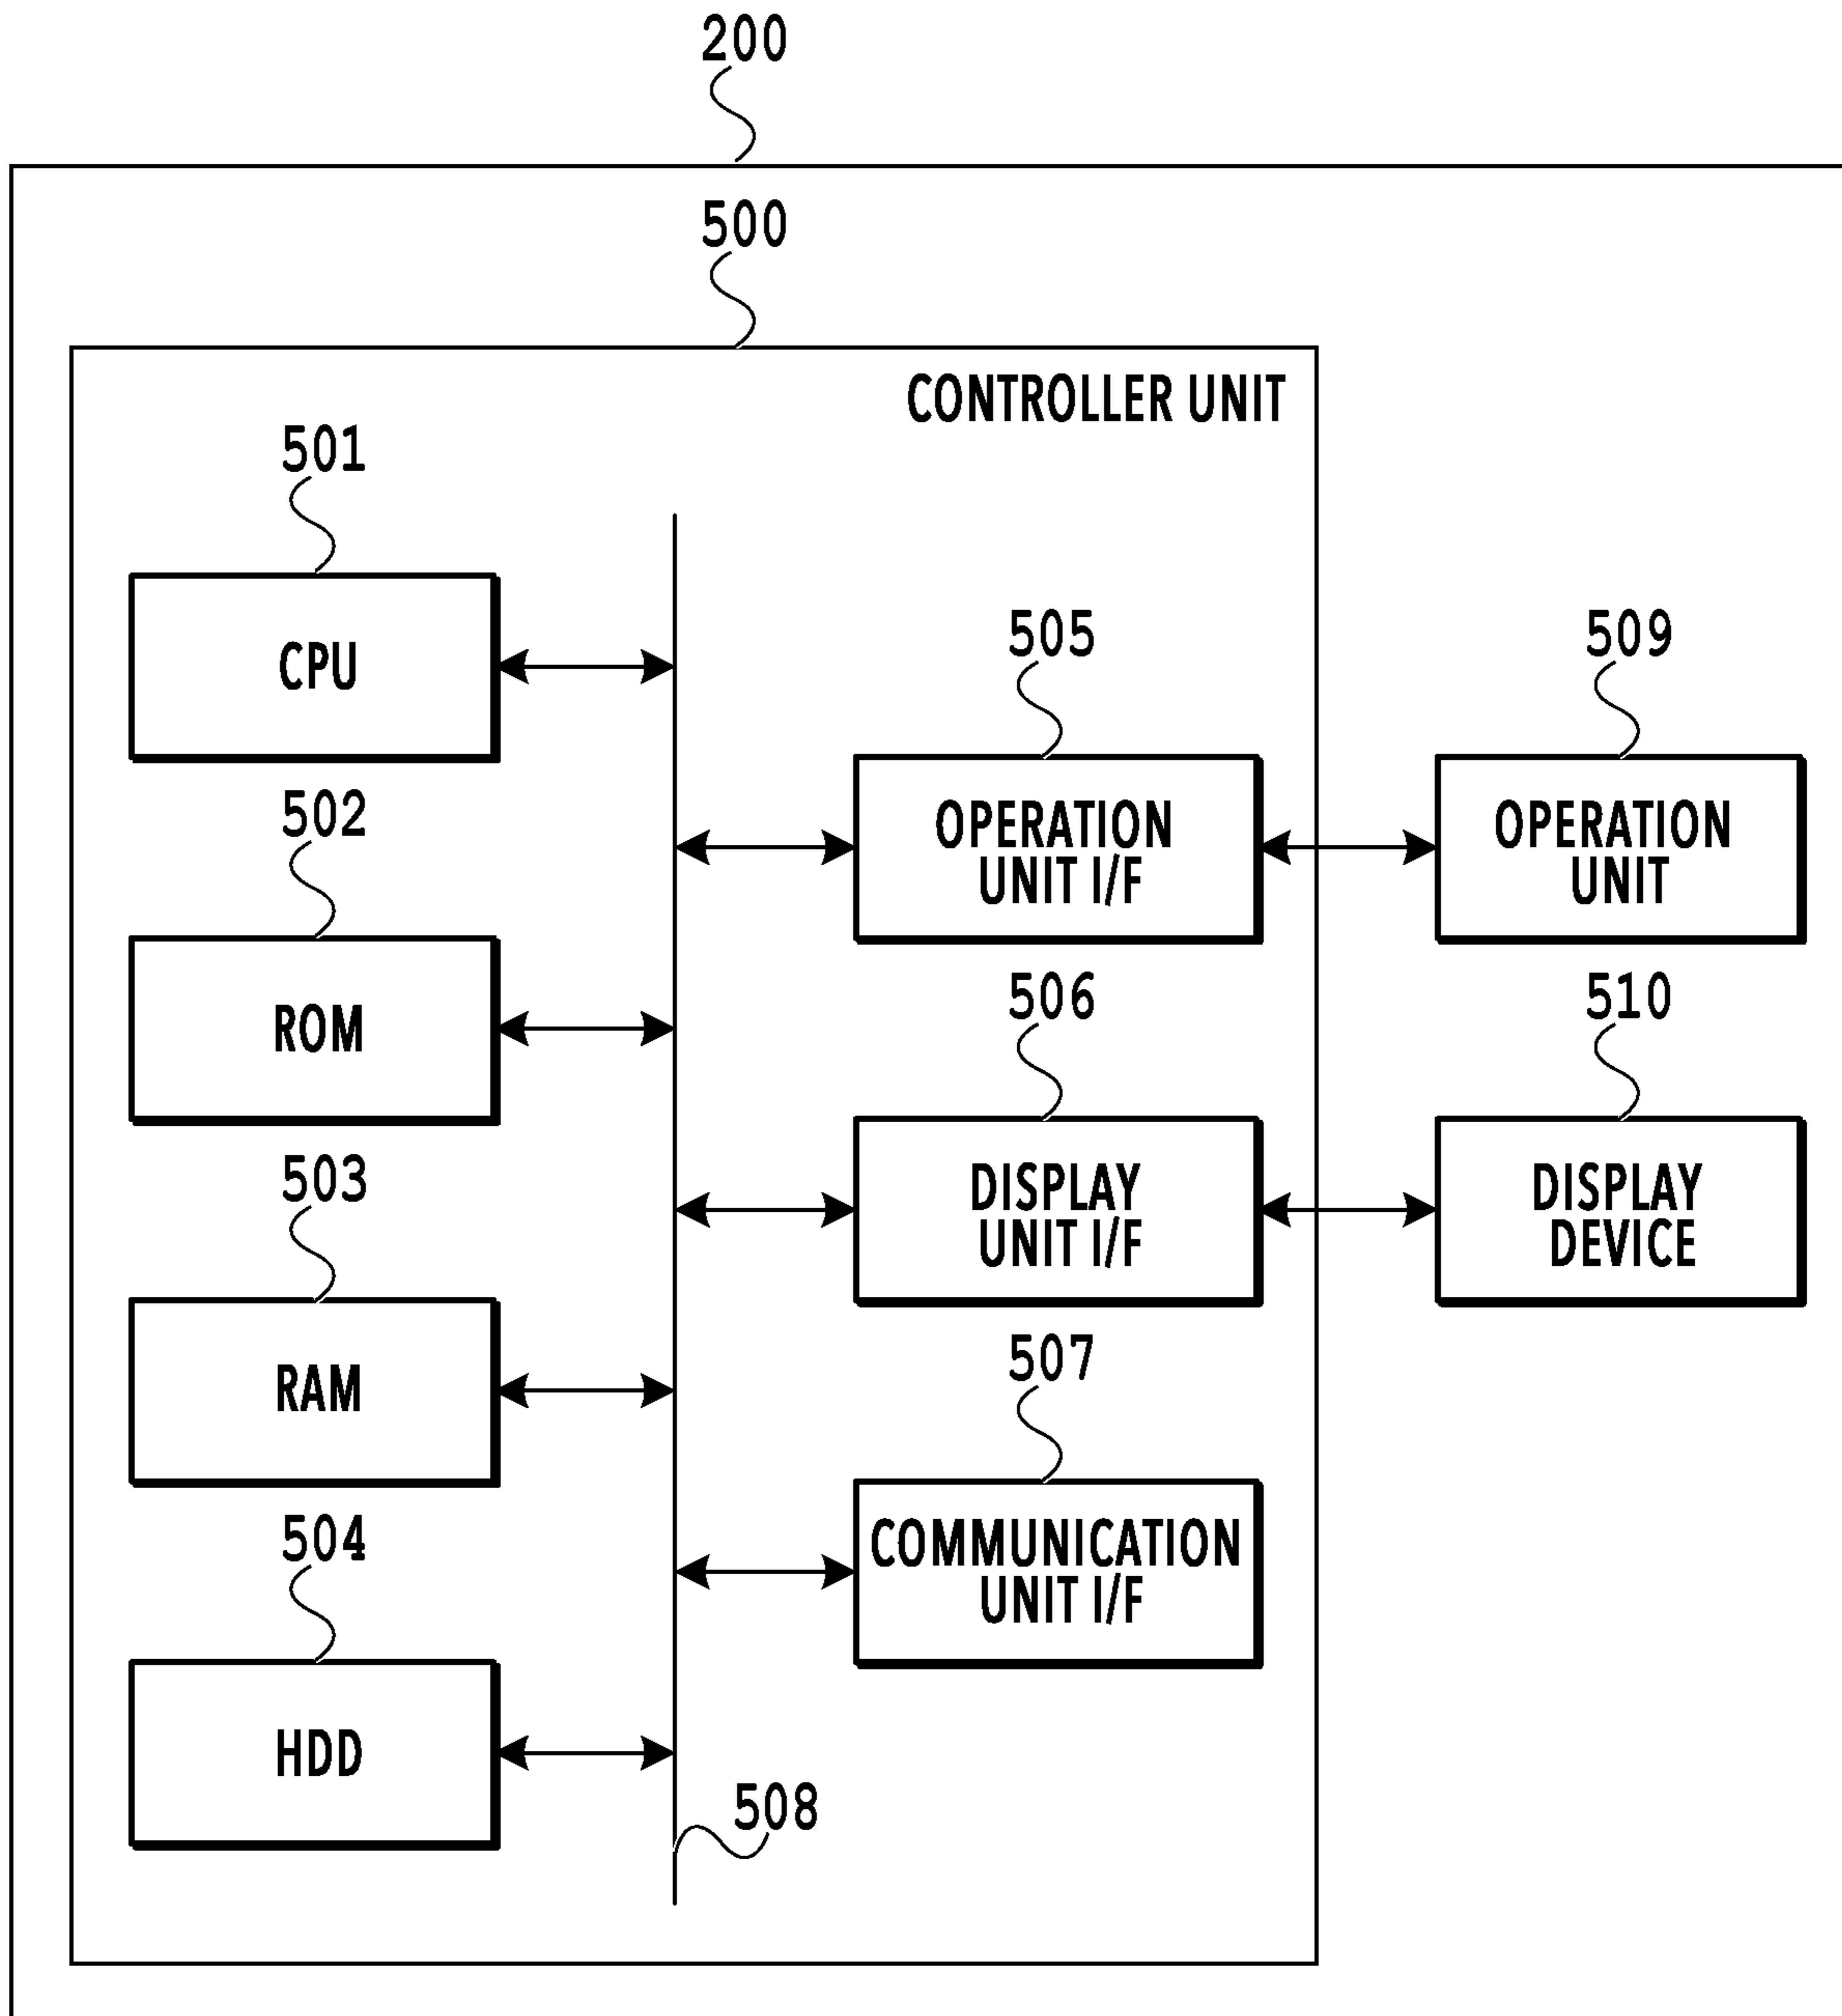 200
500
CONTROLLER UNIT
501
CPU
505
OPERATION
UNIT I/F
509
OPERATION
UNIT
502
ROM
506
DISPLAY
UNIT I/F
510
DISPLAY
DEVICE
503
RAM
507
COMMUNICATION
UNIT I/F
504
HDD
508